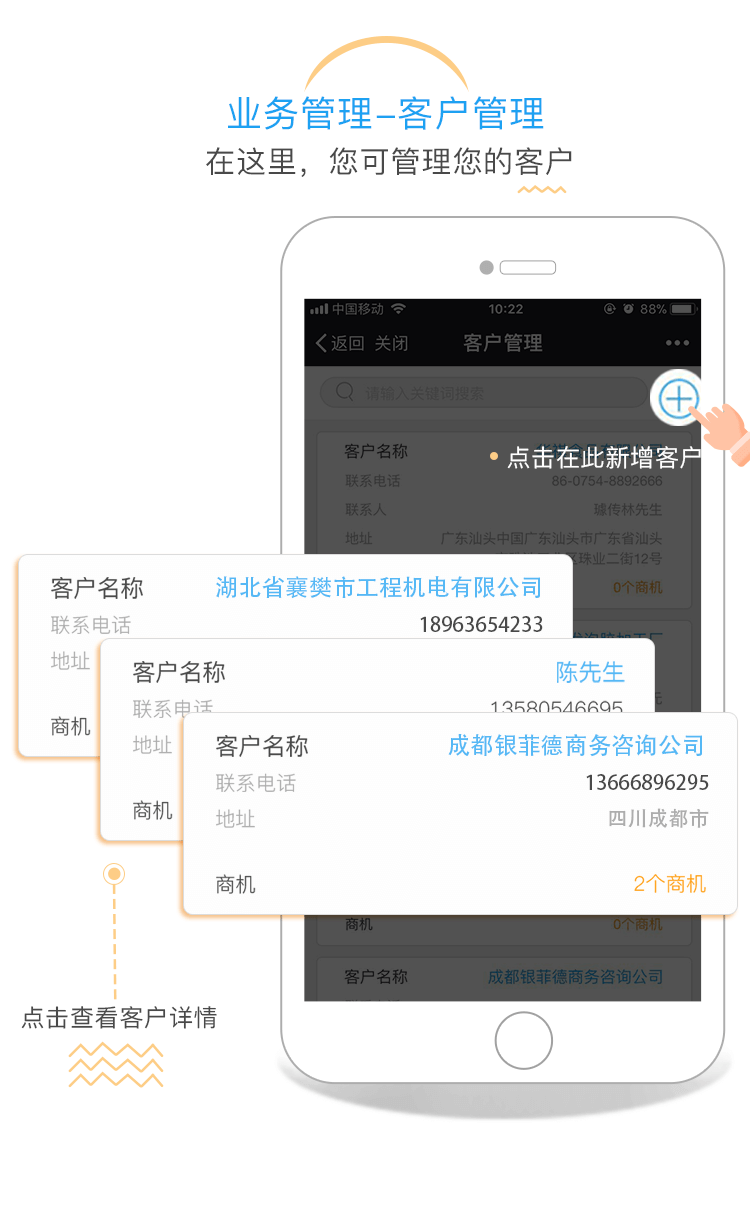 业务管理-客户管理
在这里，您可管理您的客户
中国移动 10:22 88%
返回 关闭 客户管理
请输入关键词搜索
点击在此新增客户
客户名称
联系电话 86-0754-8892666
联系人 璩传林先生
地址 广东汕头中国广东汕头市广东省汕头
区珠业二街12号
0个商机
客户名称 湖北省襄樊市工程机电有限公司
联系电话 18963654233
地址
商机
客户名称 陈先生
联系电话 13580546695
地址
商机
客户名称 成都银菲德商务咨询公司
联系电话 13666896295
地址 四川成都市
商机 2个商机
商机 0个商机
客户名称 成都银菲德商务咨询公司
点击查看客户详情